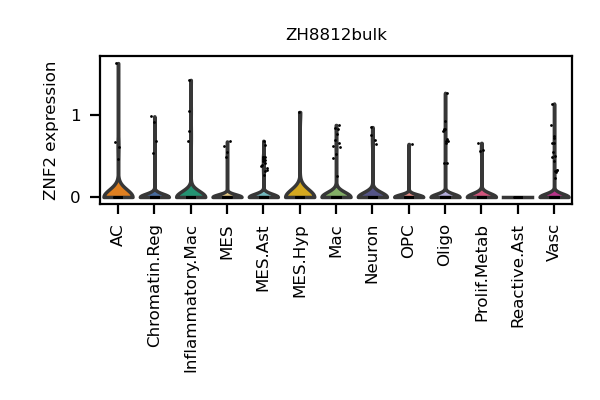 ZH8812bulk
ZNF2 expression
1
0
AC
Chromatin.Reg
Inflammatory.Mac
MES
MES.Ast
MES.Hyp
Mac
Neuron
OPC
Oligo
Prolif.Metab
Reactive.Ast
Vasc